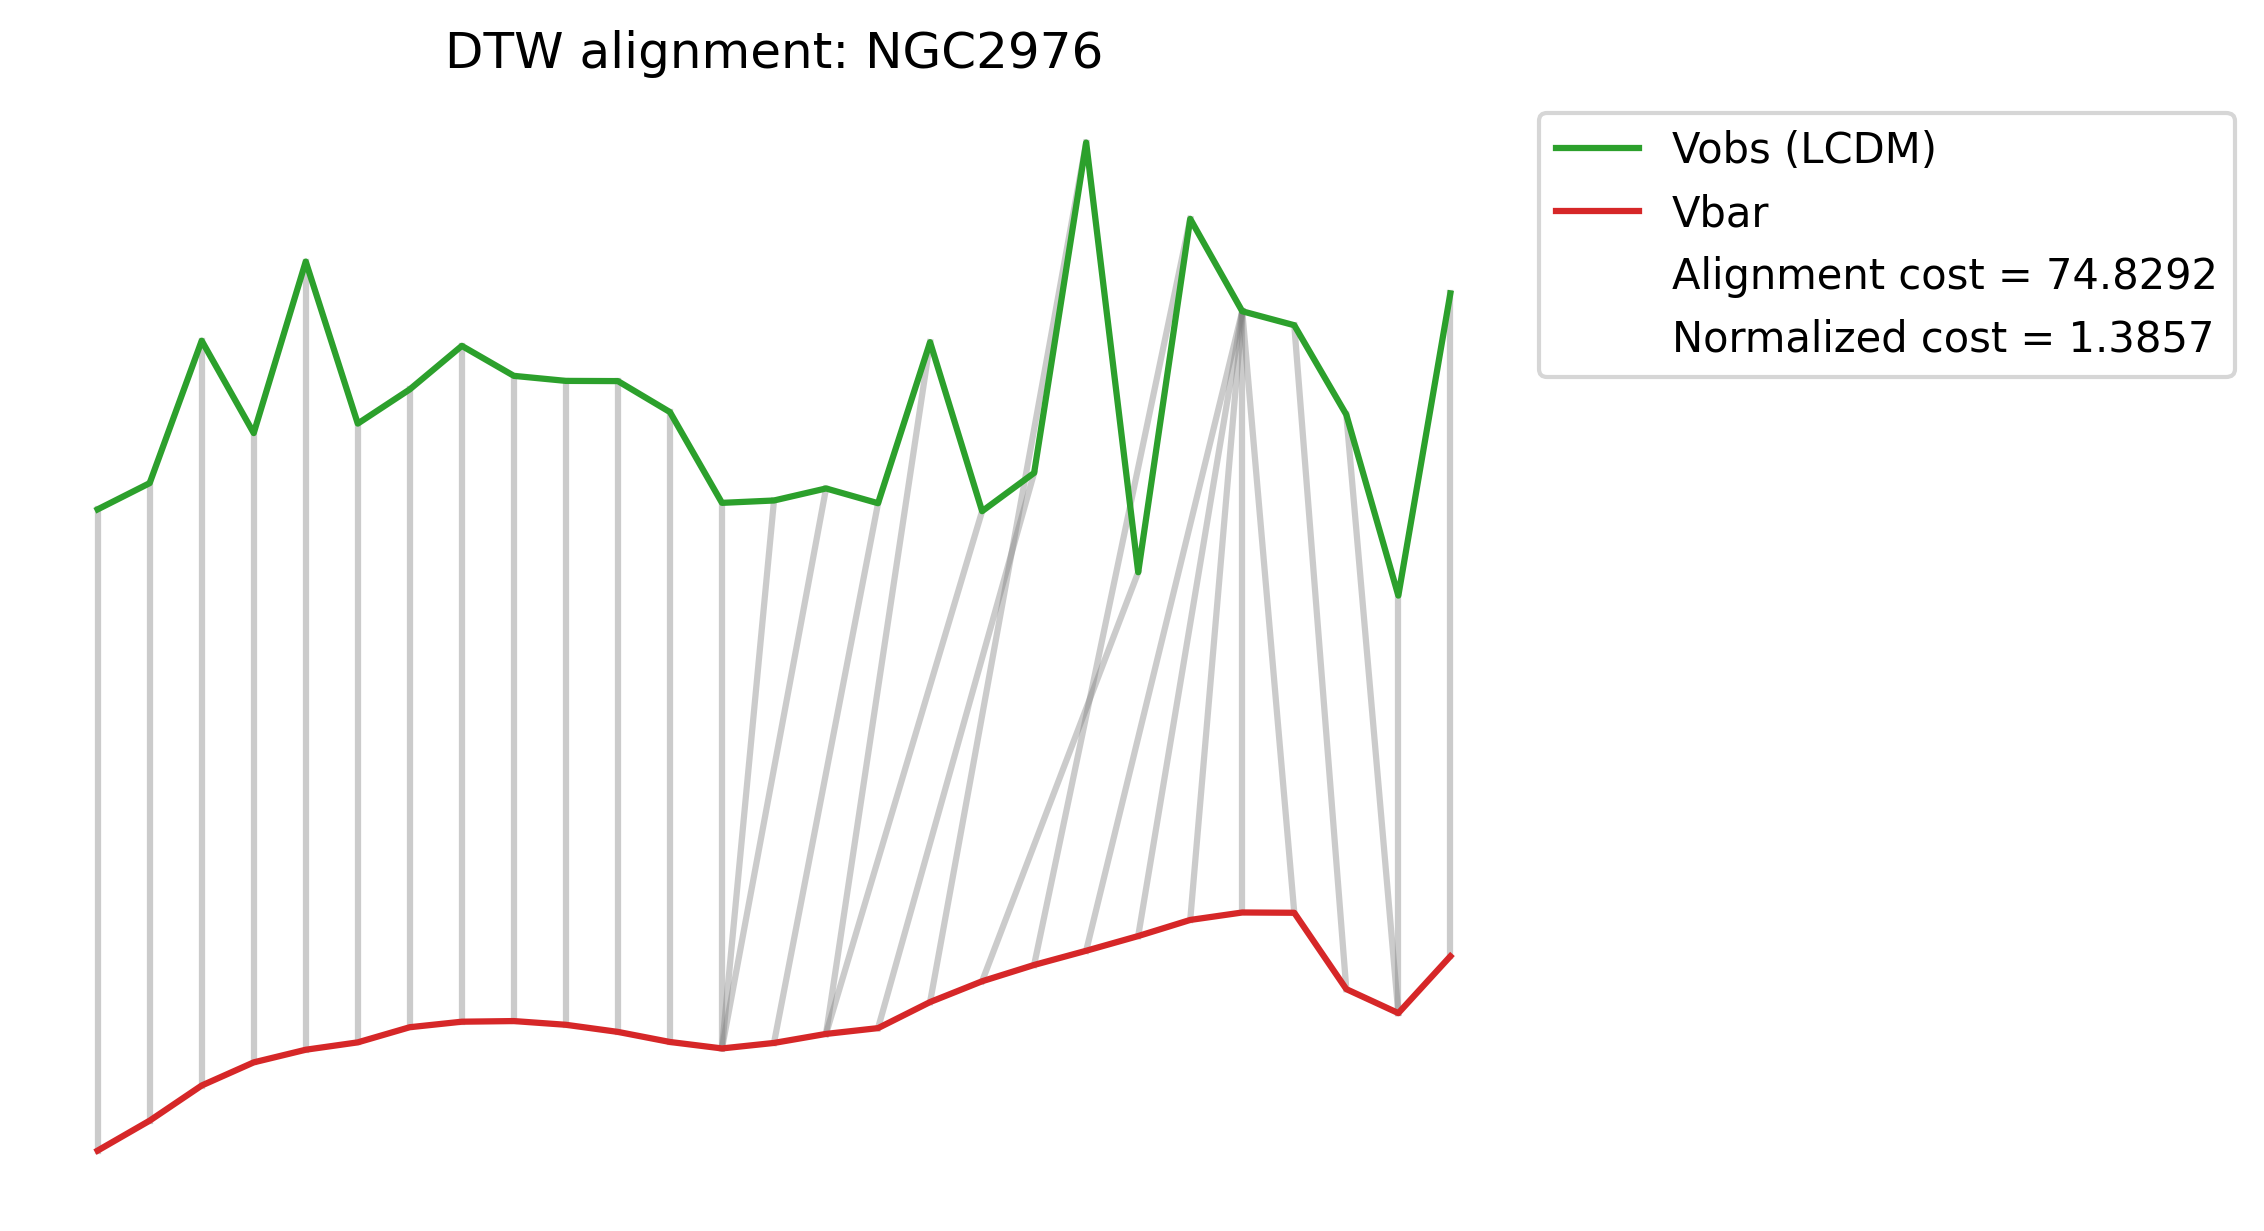 DTW alignment: NGC2976
Vobs (LCDM)
Vbar
Alignment cost = 74.8292
Normalized cost = 1.3857